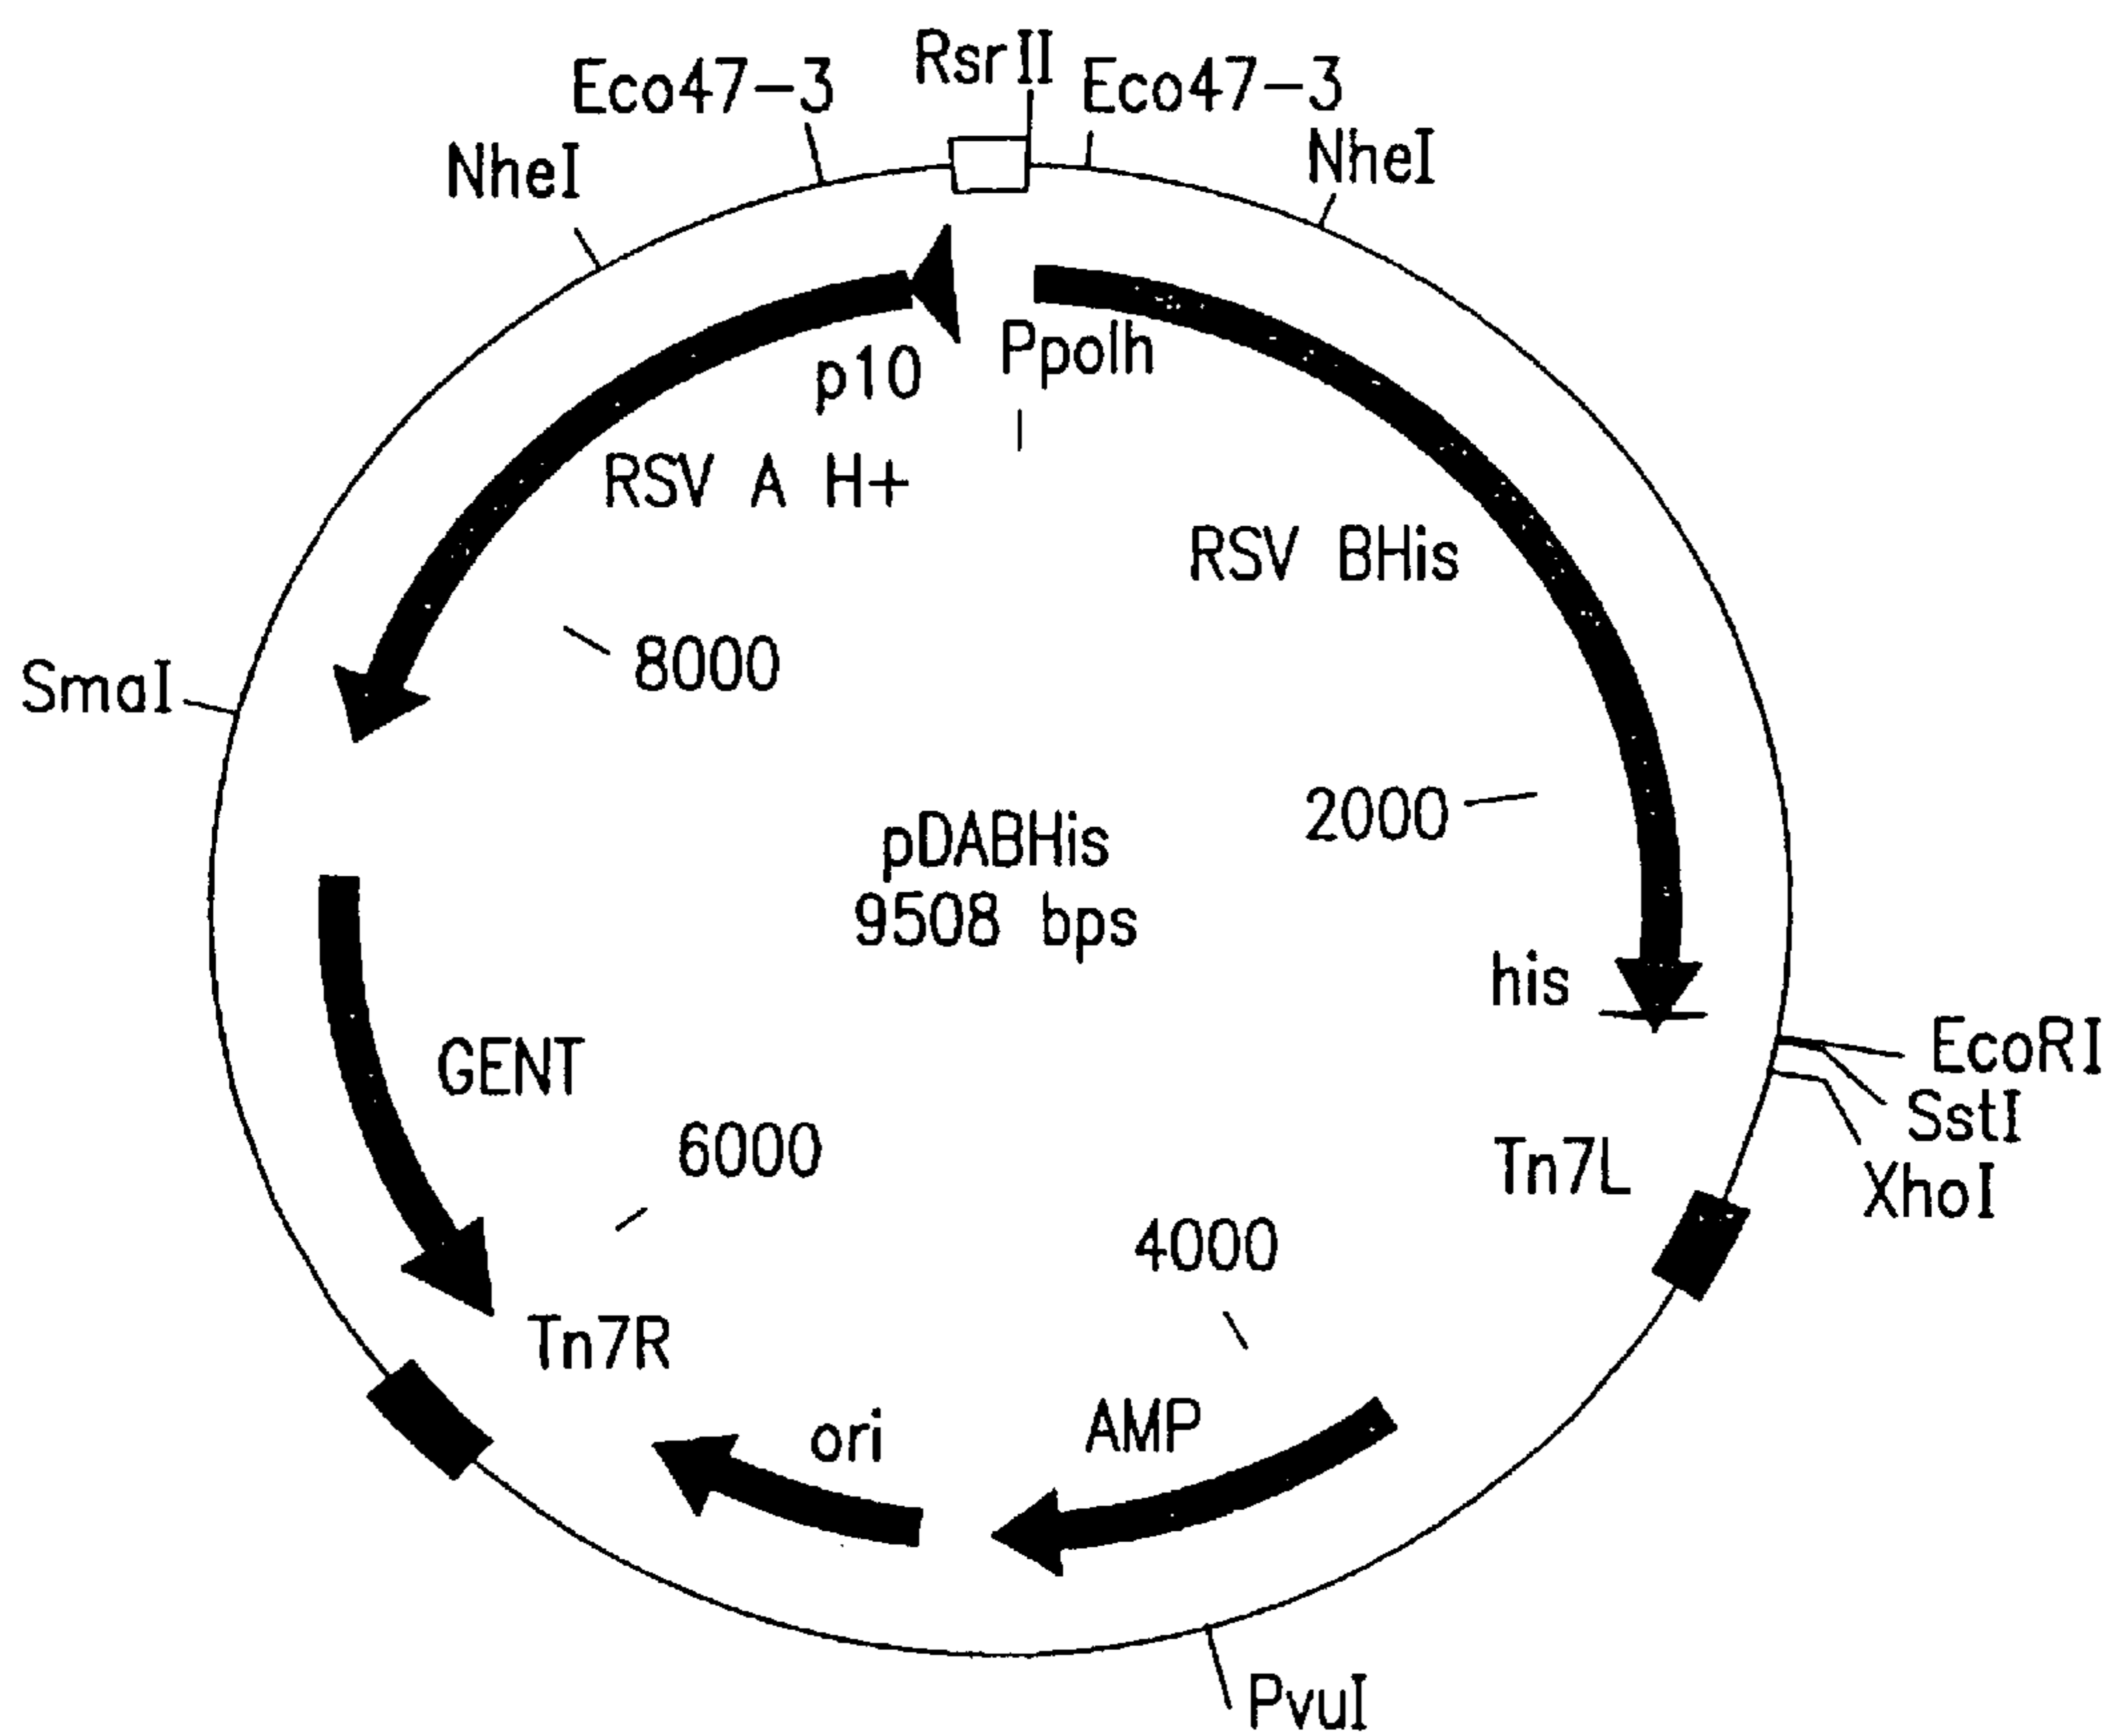 RsrII
Eco47-3
Eco47-3
NheI
NheI
p10
Ppolh
RSV A H+
RSV BHis
8000
SmaI
2000
pDABHis
9508 bps
his
EcoRI
GENT
SstI
6000
Tn7L
XhoI
4000
Tn7R
ori
AMP
PvuI